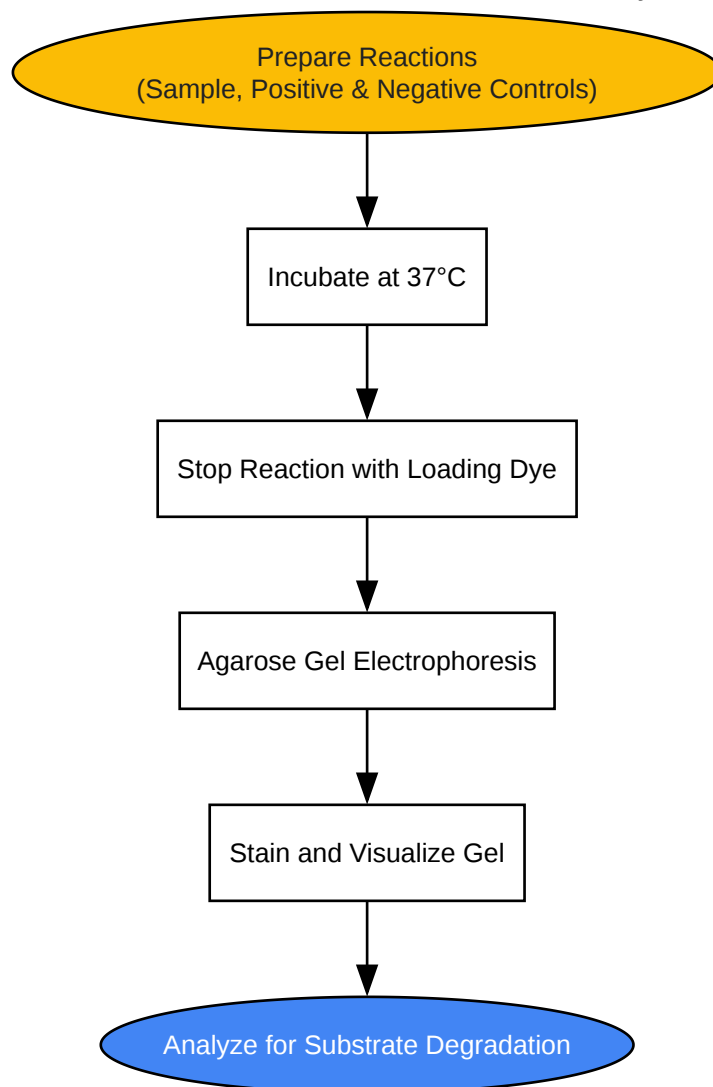 Prepare Reactions
(Sample, Positive & Negative Controls)
Incubate at 37°C
Stop Reaction with Loading Dye
Agarose Gel Electrophoresis
Stain and Visualize Gel
Analyze for Substrate Degradation